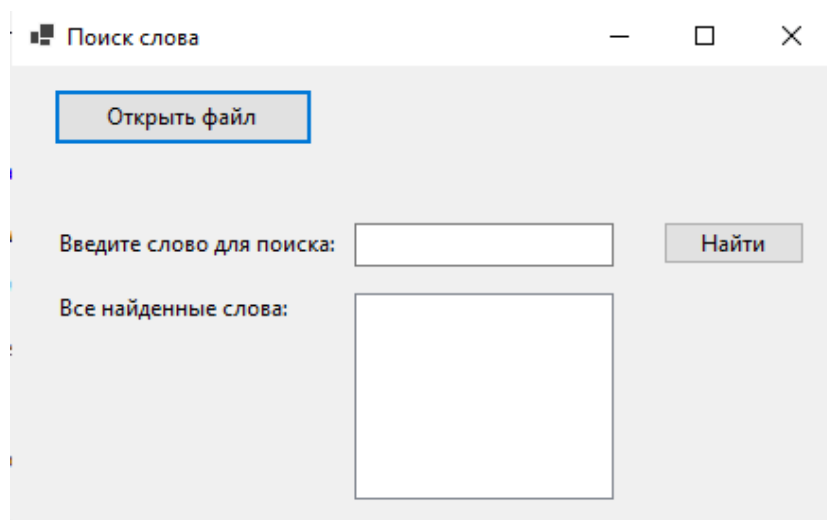 Поиск слова
Открыть файл
Введите слово для поиска:
Найти
Все найденные слова: